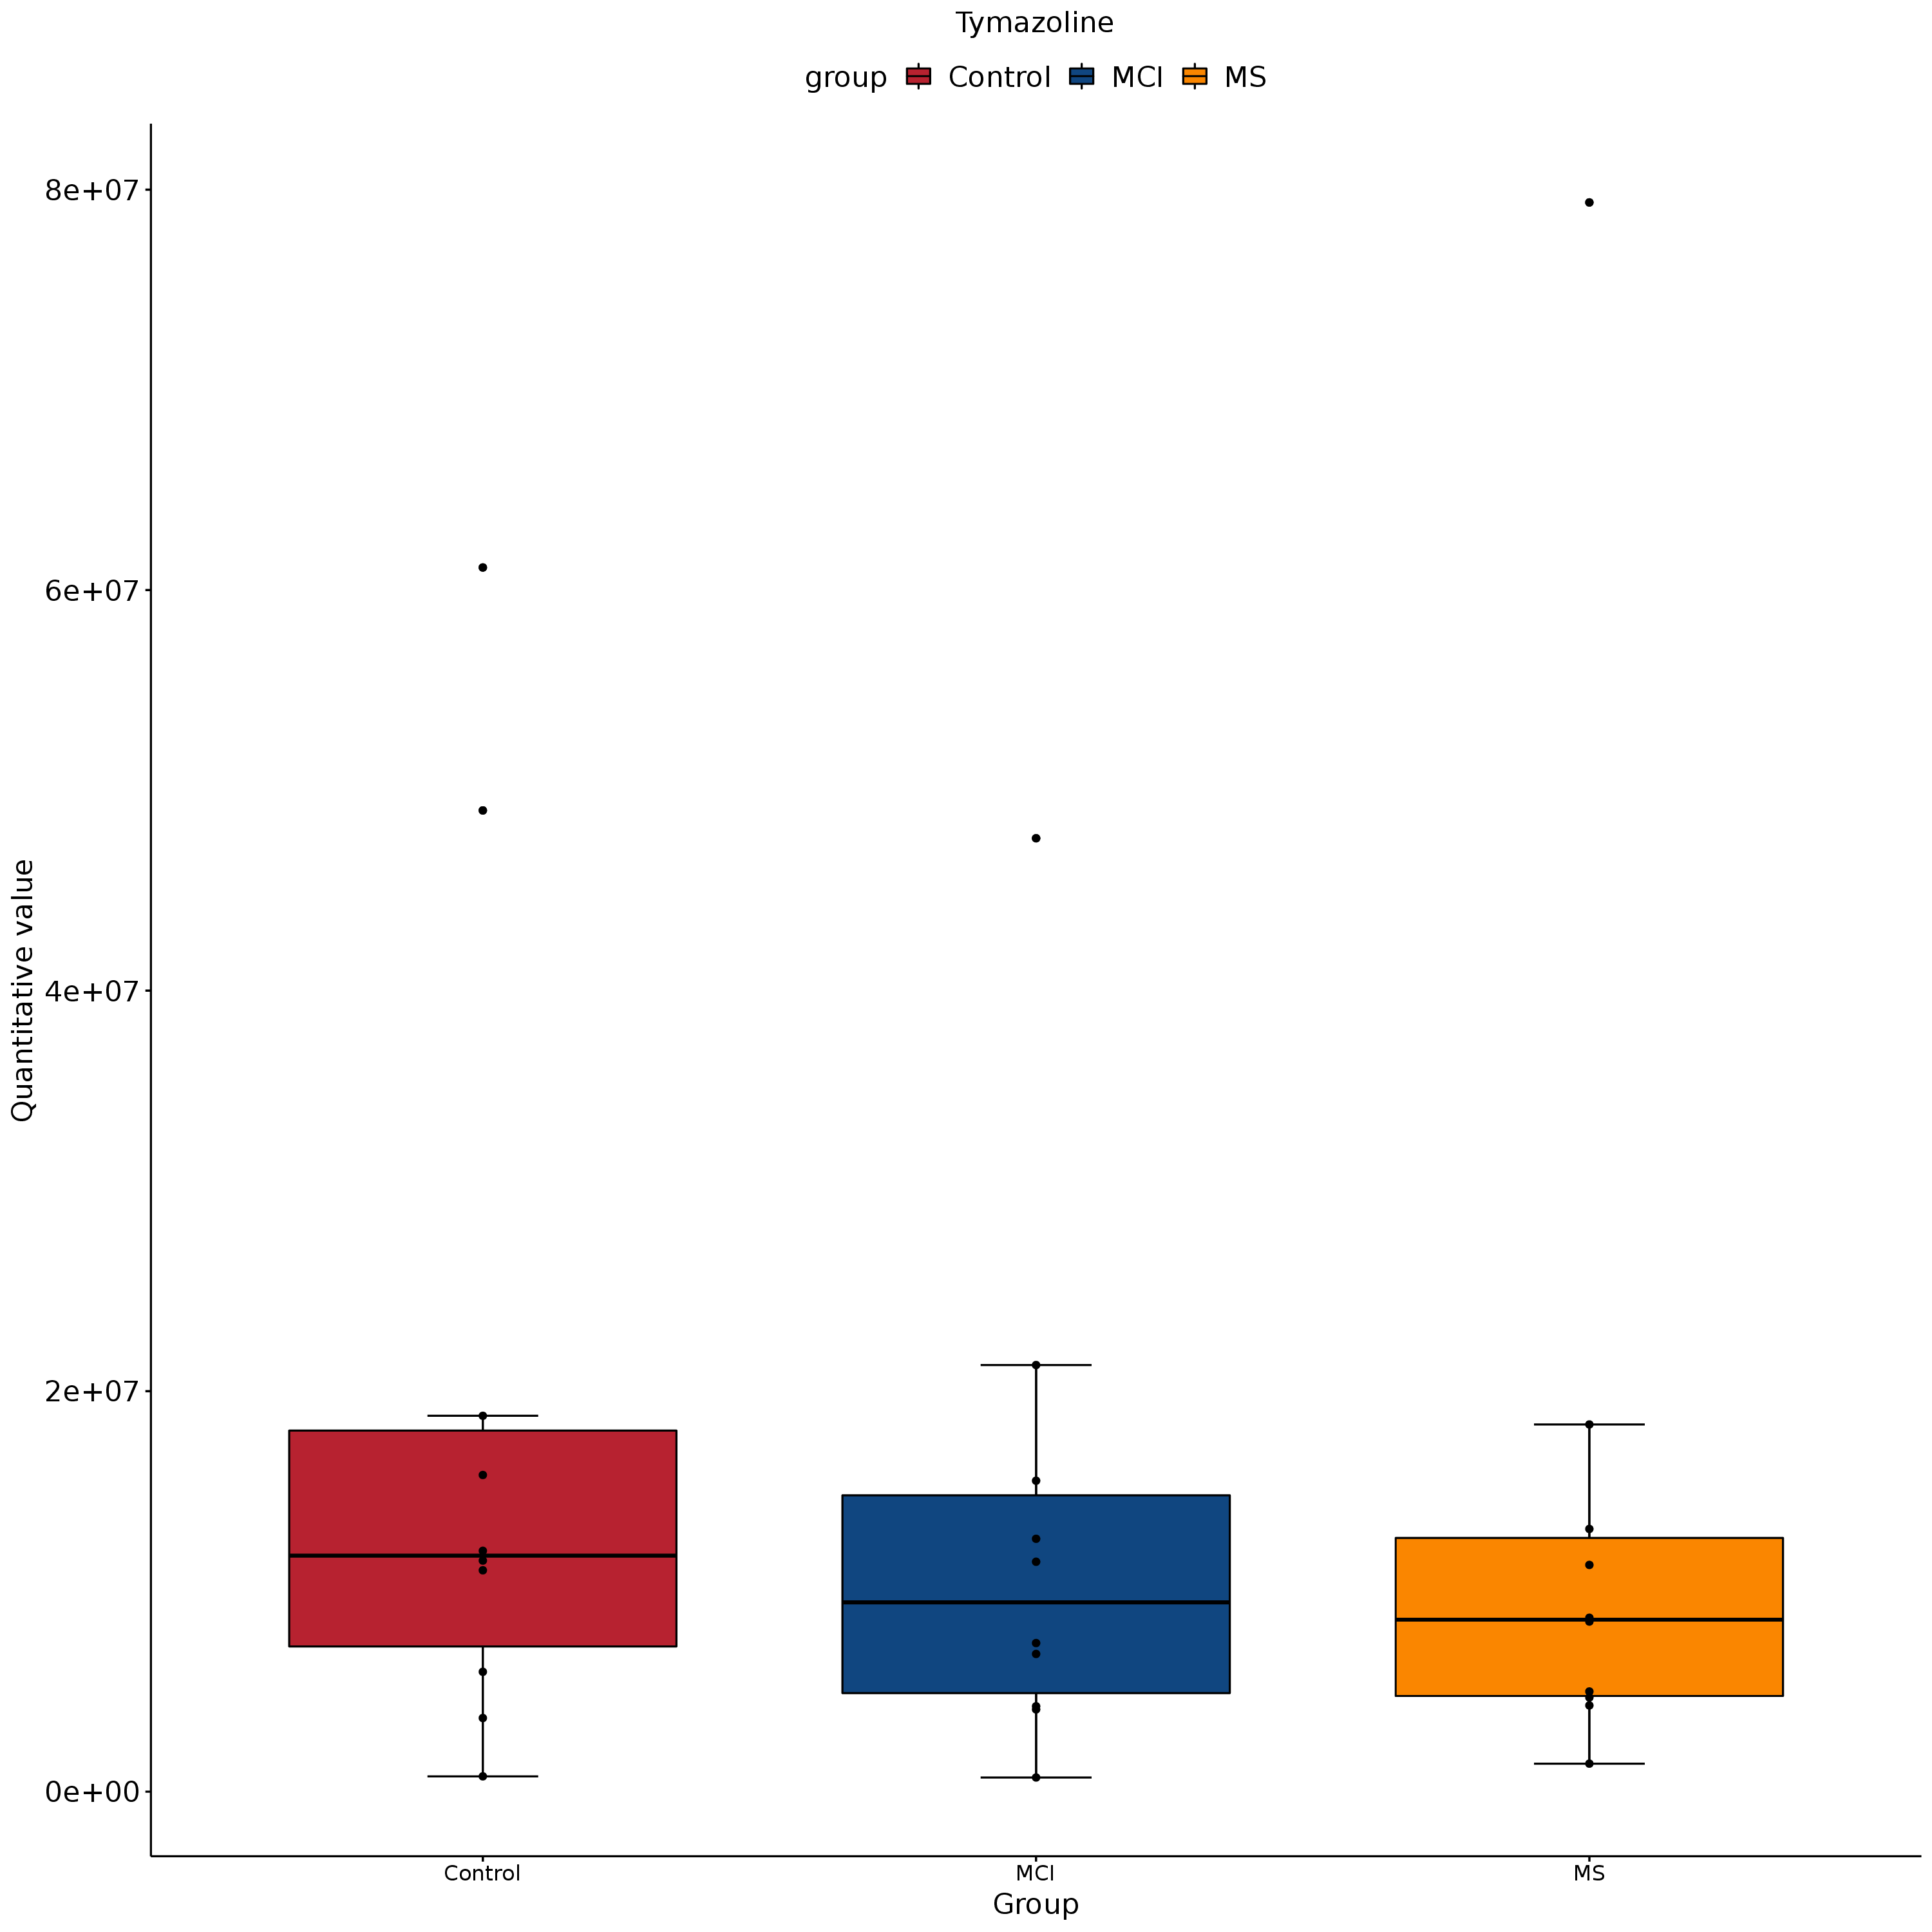 Tymazoline
group Control MCI MS
8e+07
6e+07
4e+07
2e+07
0e+00
Quantitative value
Control MCI MS
Group